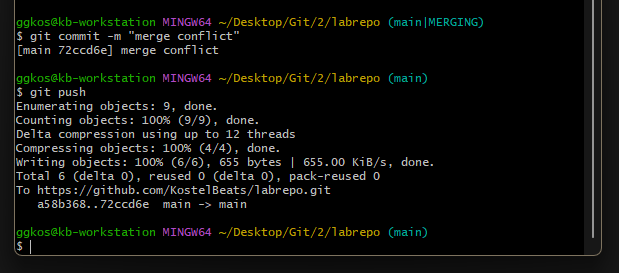 ggkos@kb-workstation MINGW64 ~/Desktop/Git/2/labrepo (main|MERGING)
$ git commit -m "merge conflict"
[main 72ccd6e] merge conflict
ggkos@kb-workstation MINGW64 ~/Desktop/Git/2/labrepo (main)
$ git push
Enumerating objects: 9, done.
Counting objects: 100% (9/9), done.
Delta compression using up to 12 threads
Compressing objects: 100% (4/4), done.
Writing objects: 100% (6/6), 655 bytes | 655.00 KiB/s, done.
Total 6 (delta 0), reused 0 (delta 0), pack-reused 0
To https://github.com/KostelBeats/labrepo.git
   a58b368..72ccd6e  main -> main
ggkos@kb-workstation MINGW64 ~/Desktop/Git/2/labrepo (main)
$